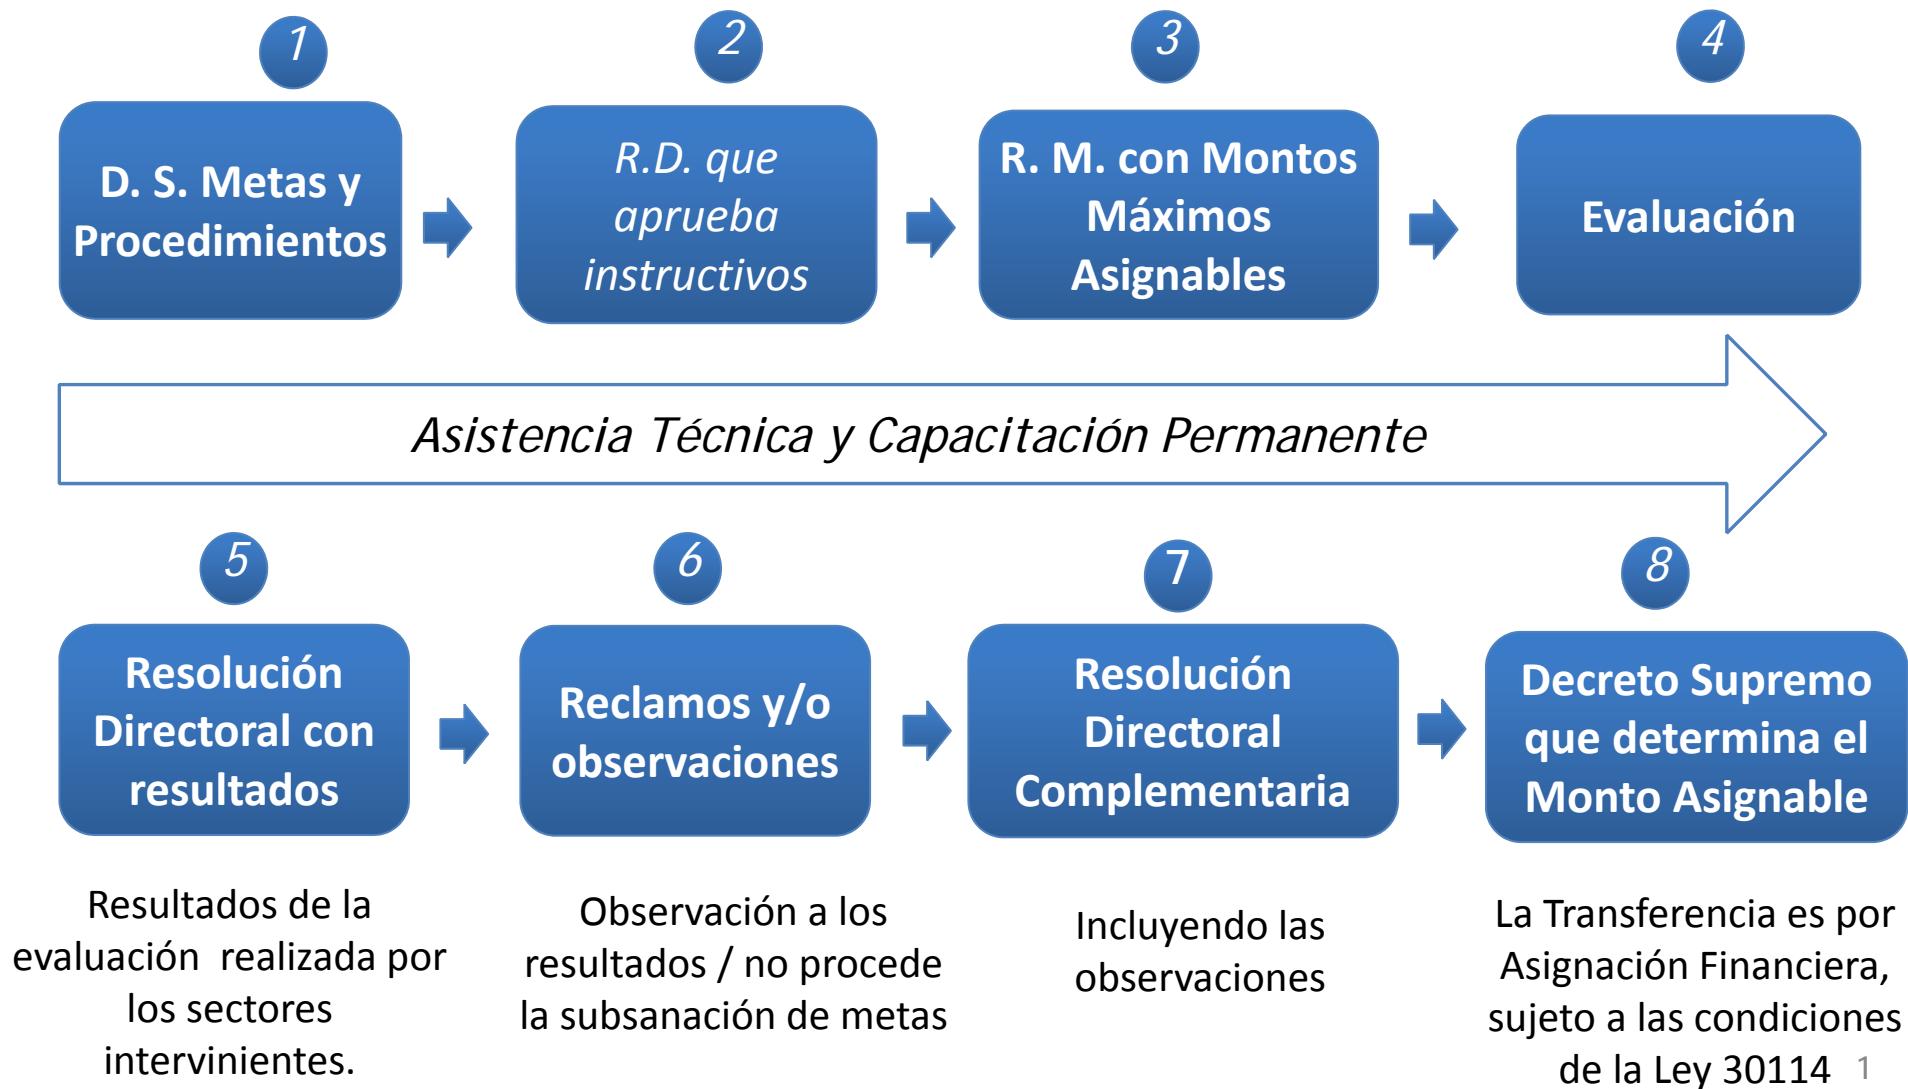 1
D. S. Metas y
Procedimientos
2
R.D. que
aprueba
instructivos
3
R. M. con Montos
Máximos
Asignables
4
Evaluación
Asistencia Técnica y Capacitación Permanente
5
Resolución
Directoral con
resultados
6
Reclamos y/o
observaciones
7
Resolución
Directoral
Complementaria
8
Decreto Supremo
que determina el
Monto Asignable
Resultados de la
evaluación realizada por
los sectores
intervinientes.
Observación a los
resultados / no procede
la subsanación de metas
Incluyendo las
observaciones
La Transferencia es por
Asignación Financiera,
sujeto a las condiciones
de la Ley 30114
1